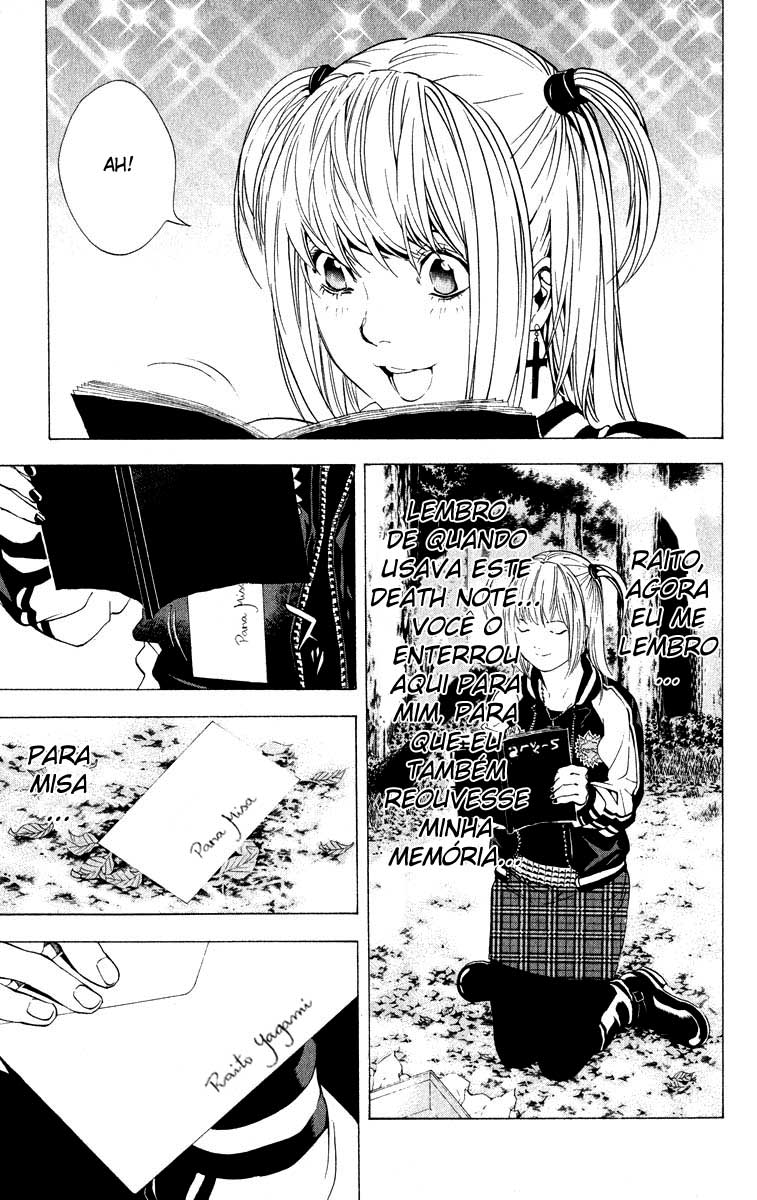 AH!
RAITO,
AGORA
EU ME
LEMBRO
...
LEMBRO
DE QUANDO
USAVA ESTE
DEATH NOTE...
VOCÊ O
ENTERROU
AQUI PARA
MIM, PARA
QUE EU
TAMBÉM
REOUVESSE
MINHA
MEMÓRIA...
Para Misa
PARA
MISA
...
Para Misa
Raito Yagami